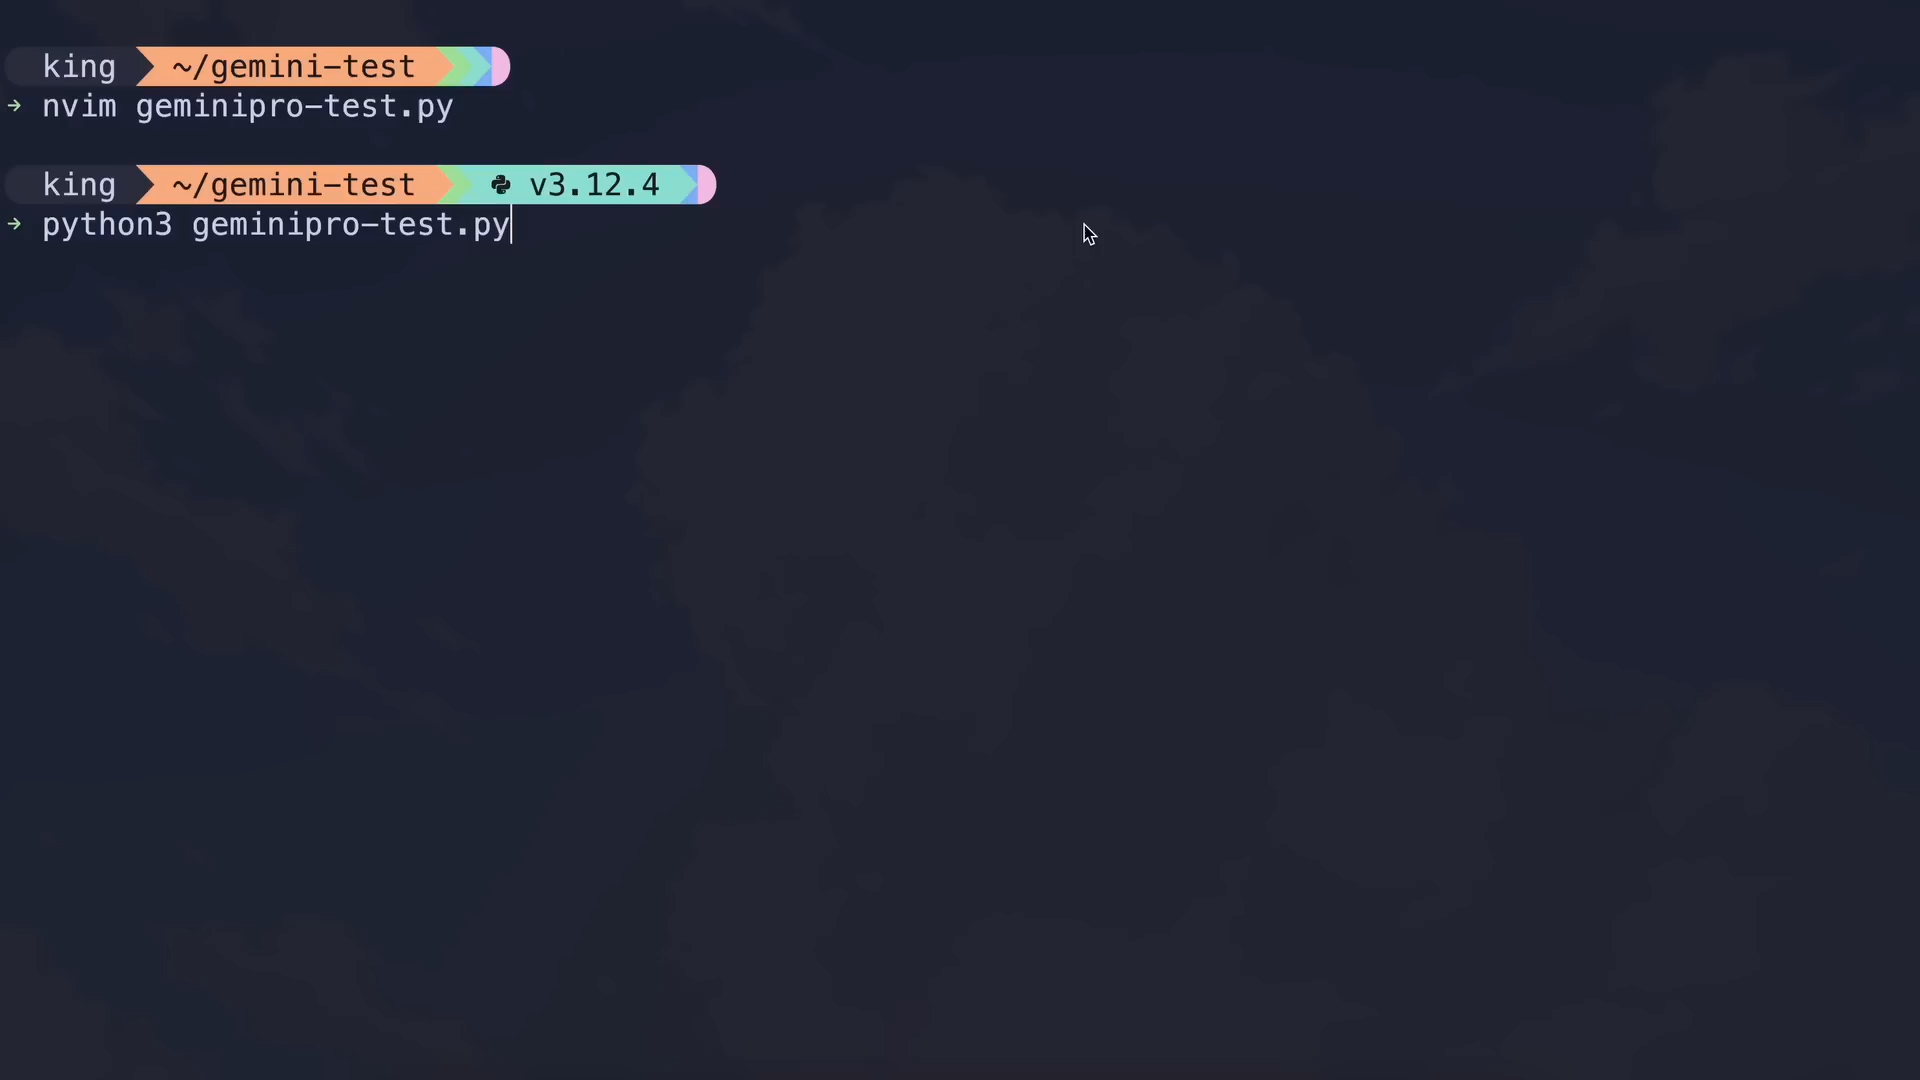 king ~/gemini-test
→ nvim geminipro-test.py
king ~/gemini-test v3.12.4
→ python3 geminipro-test.py